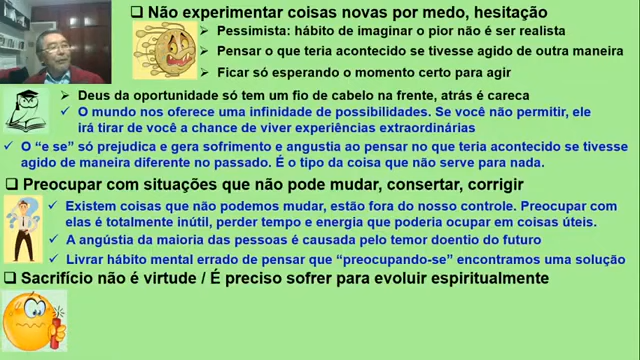 ❑ Não experimentar coisas novas por medo, hesitação
➢ Pessimista: hábito de imaginar o pior não é ser realista
➢ Pensar o que teria acontecido se tivesse agido de outra maneira
➢ Ficar só esperando o momento certo para agir
➢ Deus da oportunidade só tem um fio de cabelo na frente, atrás é careca
✓ O mundo nos oferece uma infinidade de possibilidades. Se você não permitir, ele
irá tirar de você a chance de viver experiências extraordinárias
✓ O “e se” só prejudica e gera sofrimento e angustia ao pensar no que teria acontecido se tivesse
agido de maneira diferente no passado. É o tipo da coisa que não serve para nada.
❑ Preocupar com situações que não pode mudar, consertar, corrigir
✓ Existem coisas que não podemos mudar, estão fora do nosso controle. Preocupar com
elas é totalmente inútil, perder tempo e energia que poderia ocupar em coisas úteis.
✓ A angústia da maioria das pessoas é causada pelo temor doentio do futuro
✓ Livrar hábito mental errado de pensar que “preocupando-se” encontramos uma solução
❑ Sacrifício não é virtude / É preciso sofrer para evoluir espiritualmente